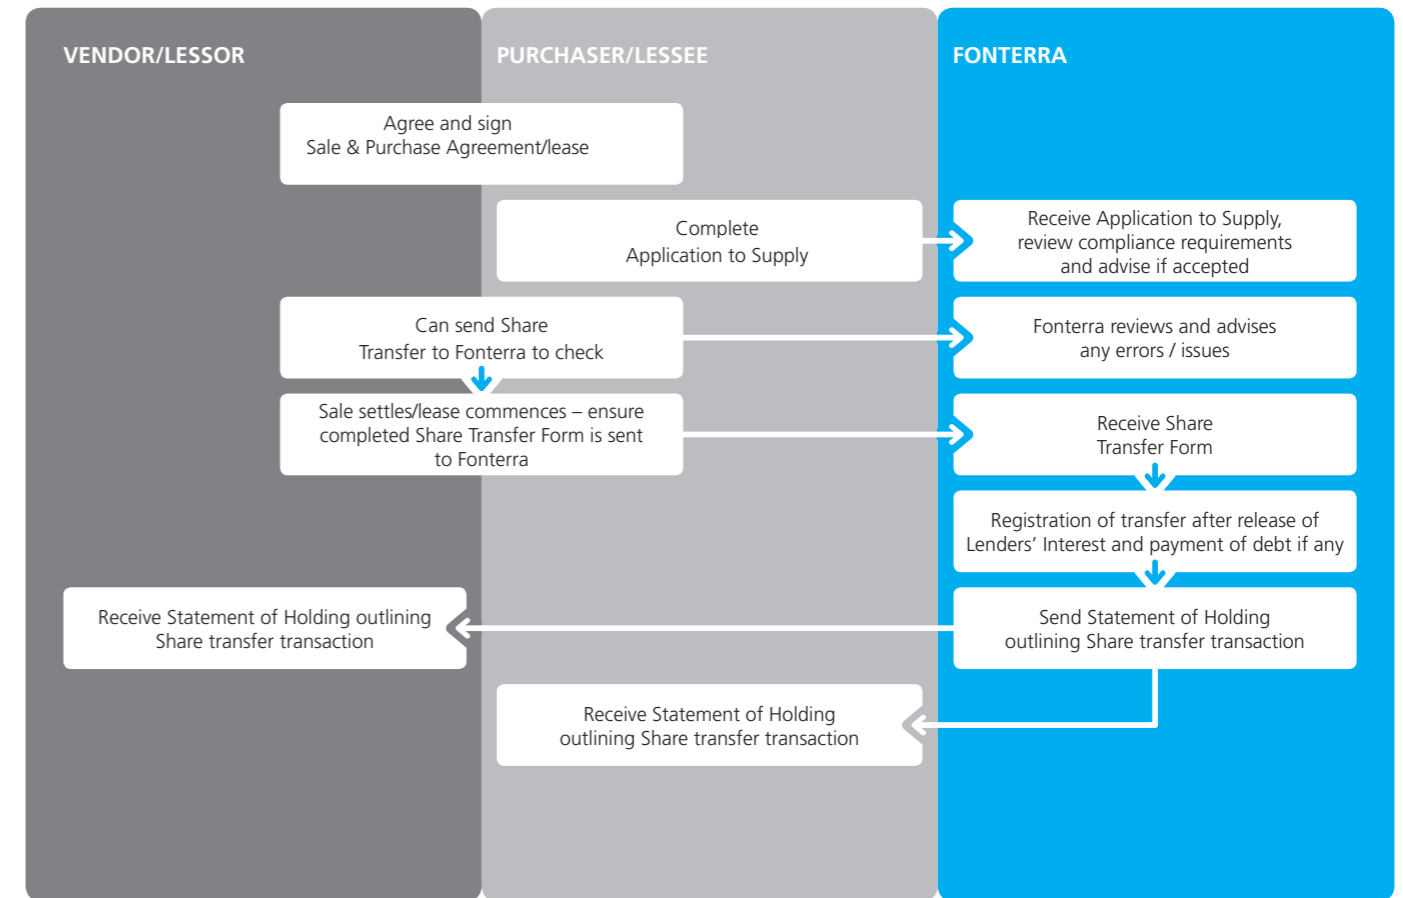 VENDOR/LESSOR
PURCHASER/LESSEE
FONTERRA
Agree and sign
Sale & Purchase Agreement/lease
Complete
Application to Supply
Receive Application to Supply,
review compliance requirements
and advise if accepted
Can send Share
Transfer to Fonterra to check
Fonterra reviews and advises
any errors / issues
Sale settles/lease commences – ensure
completed Share Transfer Form is sent
to Fonterra
Receive Share
Transfer Form
Registration of transfer after release of
Lenders’ Interest and payment of debt if any
Receive Statement of Holding outlining
Share transfer transaction
Send Statement of Holding
outlining Share transfer transaction
Receive Statement of Holding
outlining Share transfer transaction